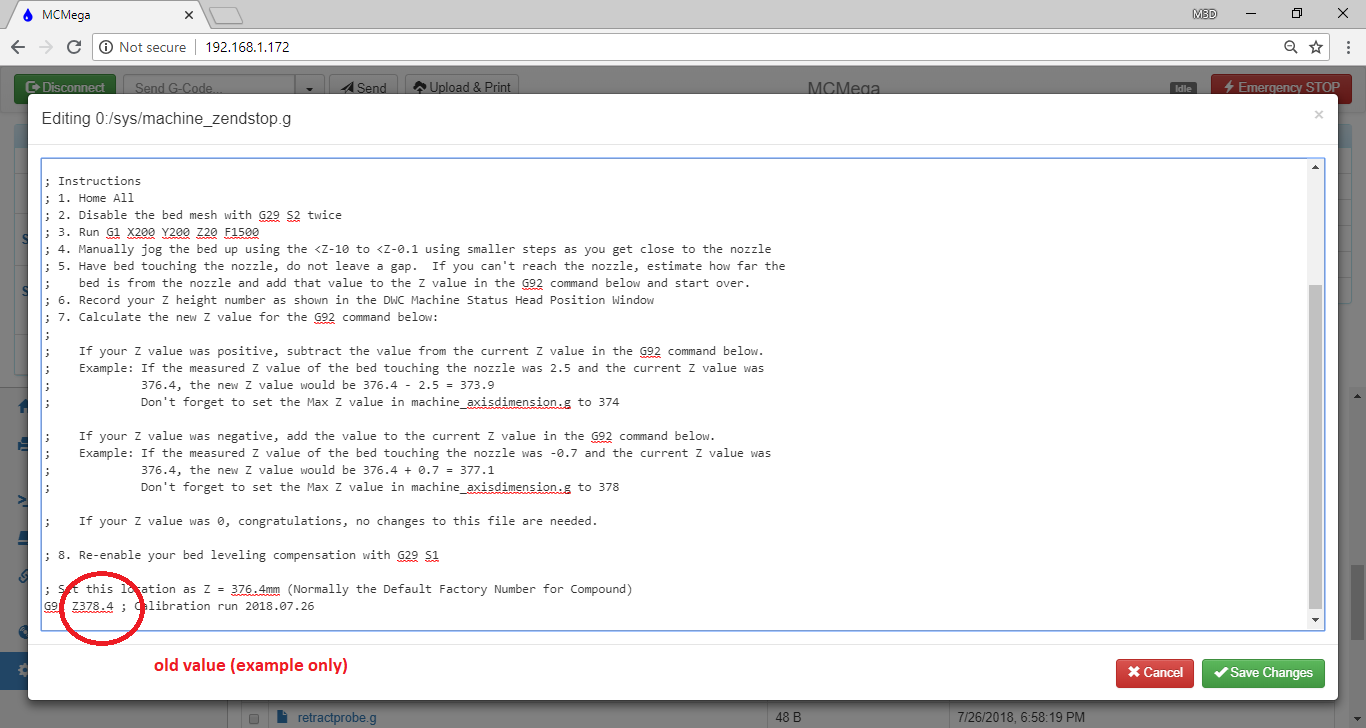 MCMega
M3D
Not secure
192.168.1.172
Disconnect
Send G-Code...
Send
Upload & Print
MCMega
Idle
Emergency STOP
Editing 0:/sys/machine_zendstop.g
×
; Instructions
; 1. Home All
; 2. Disable the bed mesh with G29 S2 twice
; 3. Run G1 X200 Y200 Z20 F1500
; 4. Manually jog the bed up using the <Z-10 to <Z-0.1 using smaller steps as you get close to the nozzle
; 5. Have bed touching the nozzle, do not leave a gap.  If you can't reach the nozzle, estimate how far the
;    bed is from the nozzle and add that value to the Z value in the G92 command below and start over.
; 6. Record your Z height number as shown in the DWC Machine Status Head Position Window
; 7. Calculate the new Z value for the G92 command below:
;
;    If your Z value was positive, subtract the value from the current Z value in the G92 command below.
;    Example: If the measured Z value of the bed touching the nozzle was 2.5 and the current Z value was
;             376.4, the new Z value would be 376.4 - 2.5 = 373.9
;             Don't forget to set the Max Z value in machine_axisdimension.g to 374
;    If your Z value was negative, add the value to the current Z value in the G92 command below.
;    Example: If the measured Z value of the bed touching the nozzle was -0.7 and the current Z value was
;             376.4, the new Z value would be 376.4 + 0.7 = 377.1
;             Don't forget to set the Max Z value in machine_axisdimension.g to 378
;    If your Z value was 0, congratulations, no changes to this file are needed.
; 8. Re-enable your bed leveling compensation with G29 S1
; Set this location as Z = 376.4mm (Normally the Default Factory Number for Compound)
G92 Z378.4 ; Calibration run 2018.07.26
old value (example only)
Cancel
Save Changes
retractprobe.g
48 B
7/26/2018, 6:58:19 PM